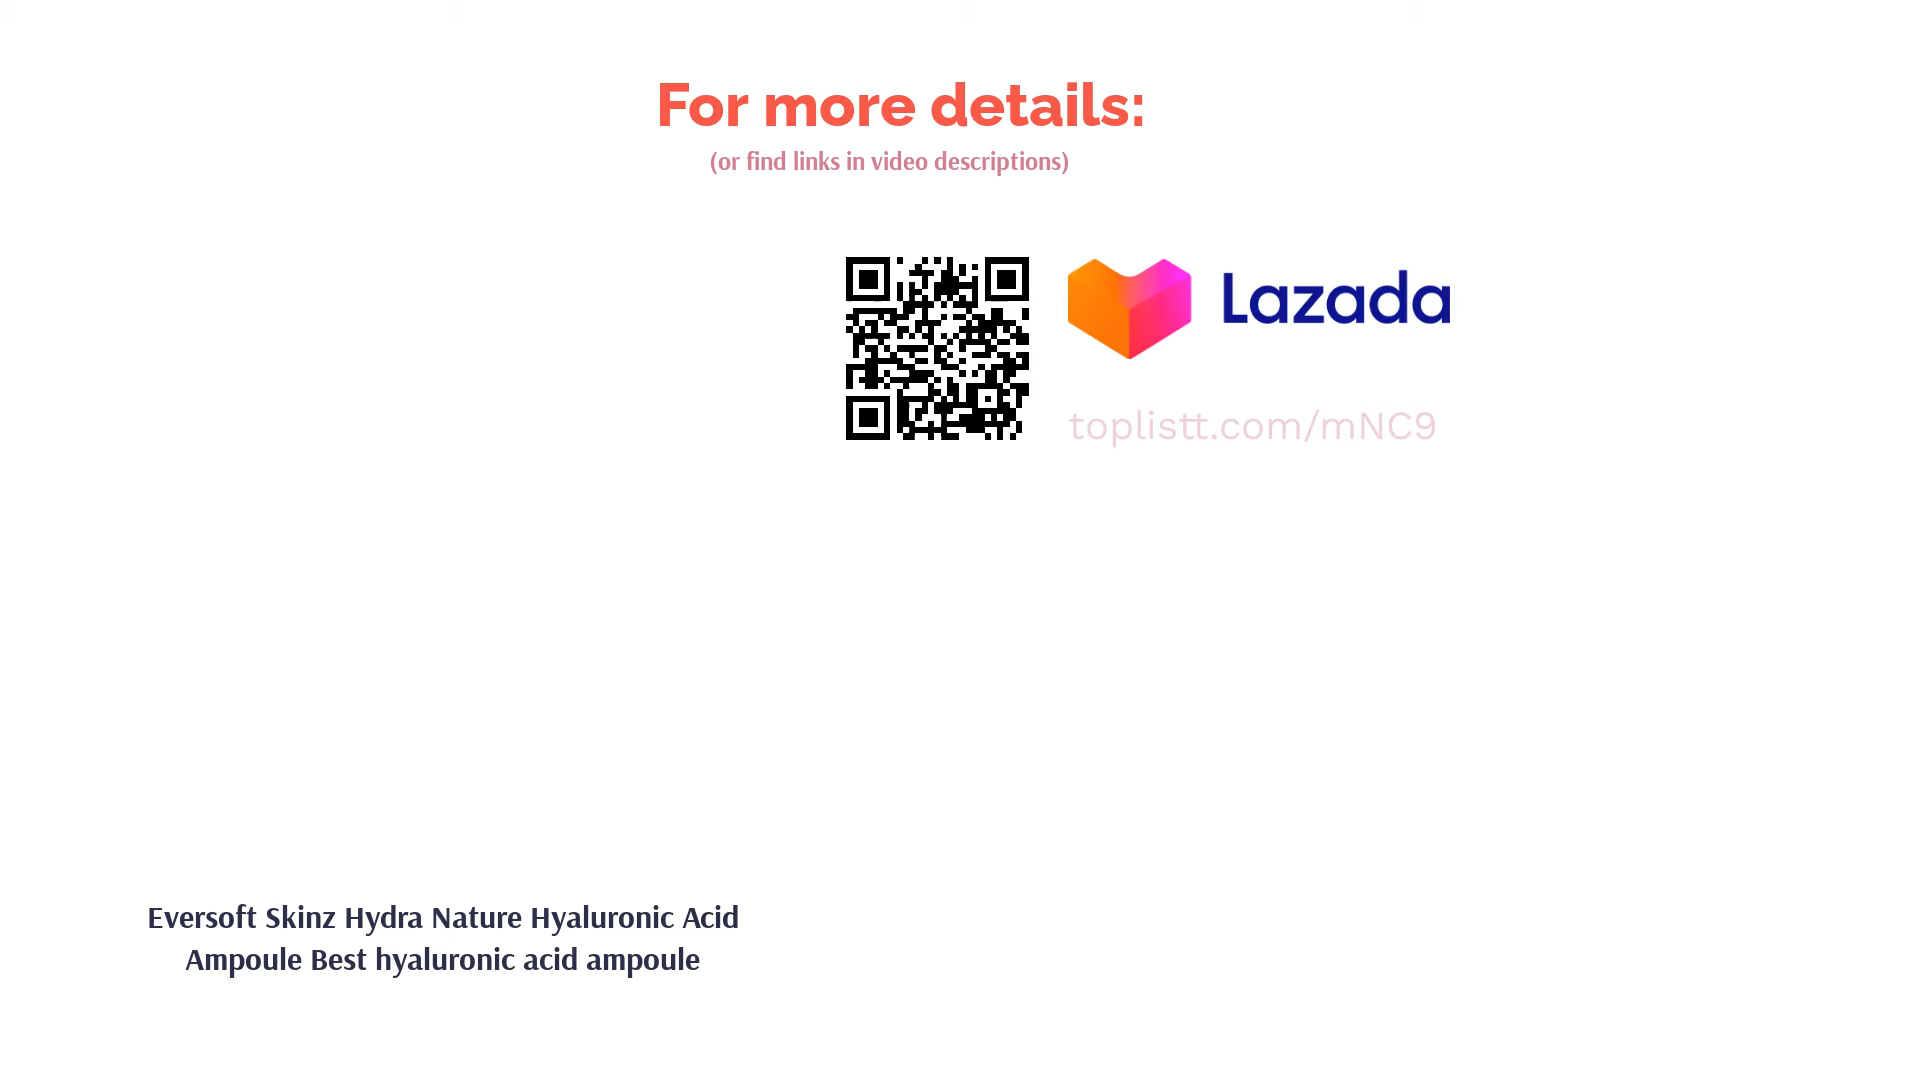 For more details:
(or find links in video descriptions)
Lazada
toplistt.com/mNC9
Eversoft Skinz Hydra Nature Hyaluronic Acid
Ampoule Best hyaluronic acid ampoule